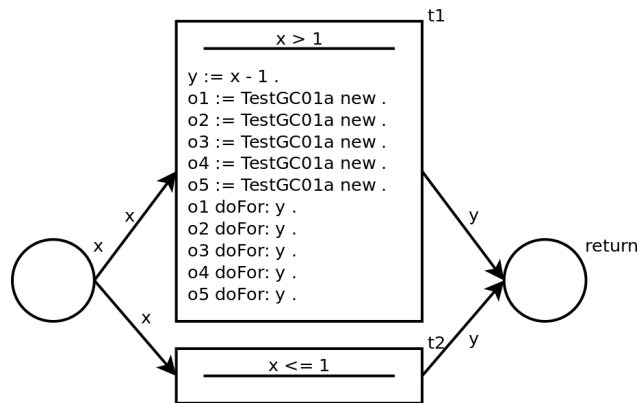 t1
x > 1
y := x - 1 .
o1 := TestGC01a new .
o2 := TestGC01a new .
o3 := TestGC01a new .
o4 := TestGC01a new .
o5 := TestGC01a new .
o1 doFor: y .
o2 doFor: y .
o3 doFor: y .
o4 doFor: y .
o5 doFor: y .
x
x
y
return
x
y
t2
x <= 1